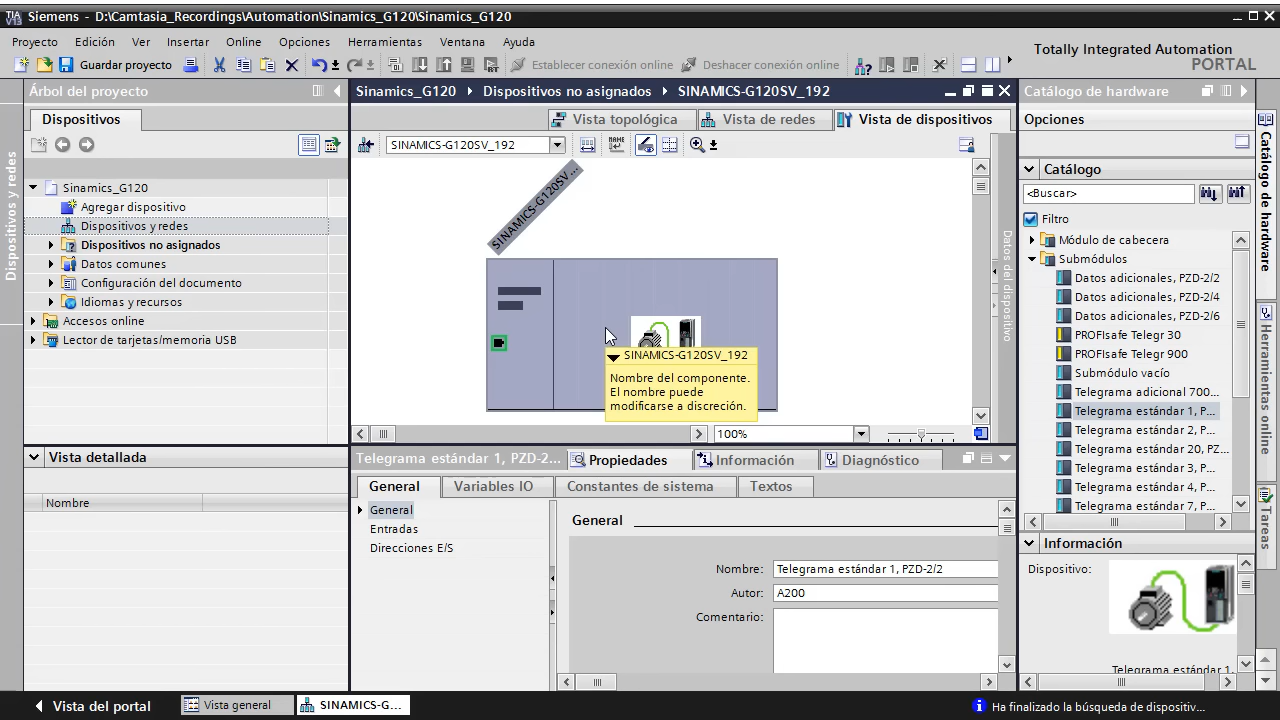 Siemens - D:\Camtasia_Recordings\Automation\Sinamics_G120\Sinamics_G120
Proyecto Edición Ver Insertar Online Opciones Herramientas Ventana Ayuda
Guardar proyecto
Establecer conexión online
Deshacer conexión online
Totally Integrated Automation
PORTAL
Árbol del proyecto
Dispositivos
Dispositivos y redes
Sinamics_G120
Agregar dispositivo
Dispositivos y redes
Dispositivos no asignados
Datos comunes
Configuración del documento
Idiomas y recursos
Accesos online
Lector de tarjetas/memoria USB
Vista detallada
Nombre
Sinamics_G120
Dispositivos no asignados
SINAMICS-G120SV_192
Vista topológica
Vista de redes
Vista de dispositivos
SINAMICS-G120SV_192
SINAMICS-G120SV...
SINAMICS-G120SV_192
Nombre del componente.
El nombre puede
modificarse a discreción.
Datos del dispositivo
100%
Telegrama estándar 1, PZD-2...
Propiedades
Información
Diagnóstico
General
Variables IO
Constantes de sistema
Textos
General
Entradas
Direcciones E/S
General
Nombre: Telegrama estándar 1, PZD-2/2
Autor: A200
Comentario:
Catálogo de hardware
Opciones
Catálogo
<Buscar>
Filtro
Módulo de cabecera
Submódulos
Datos adicionales, PZD-2/2
Datos adicionales, PZD-2/4
Datos adicionales, PZD-2/6
PROFIsafe Telegr 30
PROFIsafe Telegr 900
Submódulo vacío
Telegrama adicional 700...
Telegrama estándar 1, P...
Telegrama estándar 2, P...
Telegrama estándar 20, PZ...
Telegrama estándar 3, P...
Telegrama estándar 4, P...
Telegrama estándar 7, P...
Información
Dispositivo:
Telegrama estándar 1,
Catálogo de hardware
Herramientas online
Tareas
Vista del portal
Vista general
SINAMICS-G...
Ha finalizado la búsqueda de dispositiv...